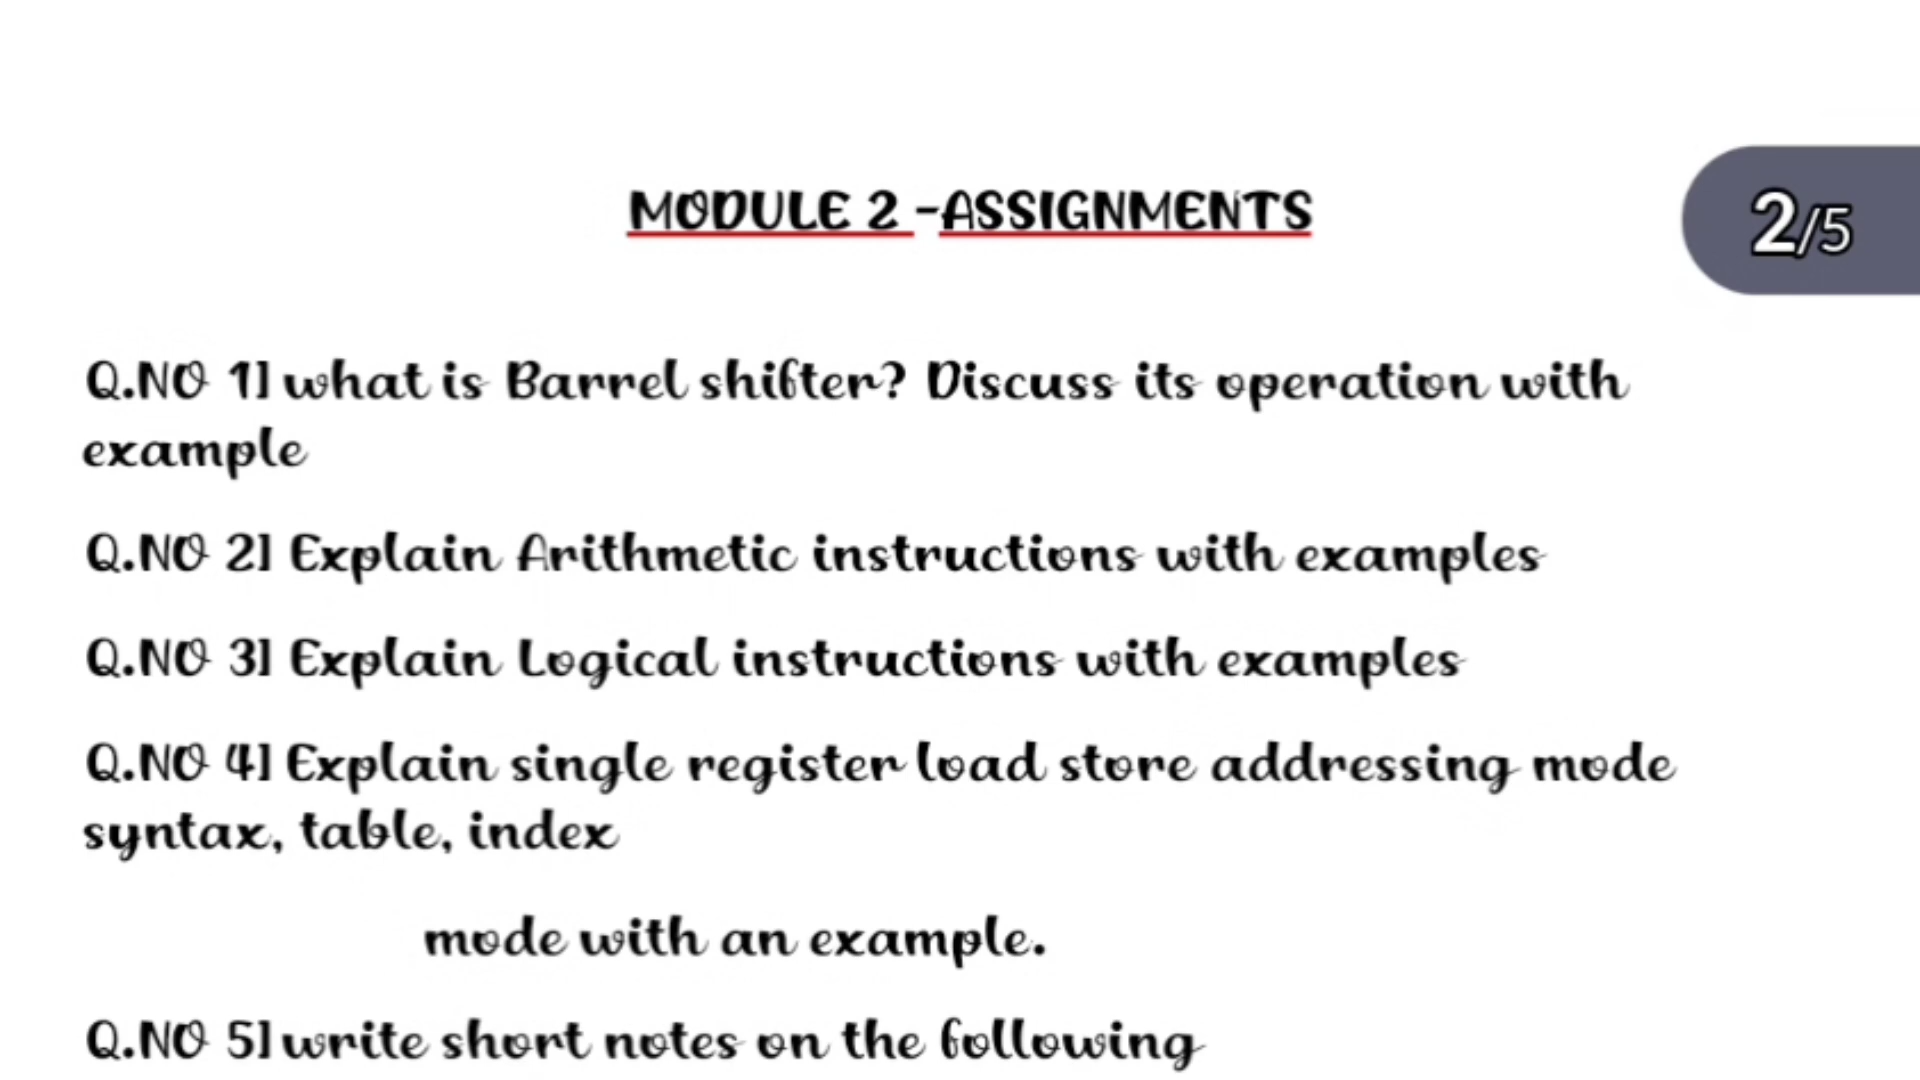 MODULE 2 -ASSIGNMENTS
2/5
Q.NO 1] what is Barrel shifter? Discuss its operation with
example
Q.NO 2] Explain Arithmetic instructions with examples
Q.NO 3] Explain Logical instructions with examples
Q.NO 4] Explain single register load store addressing mode
syntax, table, index
mode with an example.
Q.NO 5] write short notes on the following